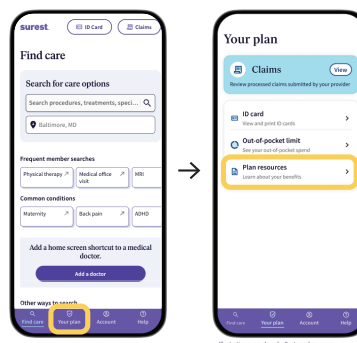 surest
ID Card
Claims
Find care
Search for care options
Search procedures, treatments, speci...
Baltimore, MD
Frequent member searches
Physical therapy
Medical office
visit
MRI
Common conditions
Maternity
Back pain
ADHD
Add a home screen shortcut to a medical
doctor.
Add a doctor
Other ways to search
Find care
Your plan
Account
Help
Your plan
Claims
View
Review processed claims submitted by your provider
ID card
View and print ID cards
Out-of-pocket limit
See your out-of-pocket spend
Plan resources
Learn about your benefits
Find care
Your plan
Account
Help